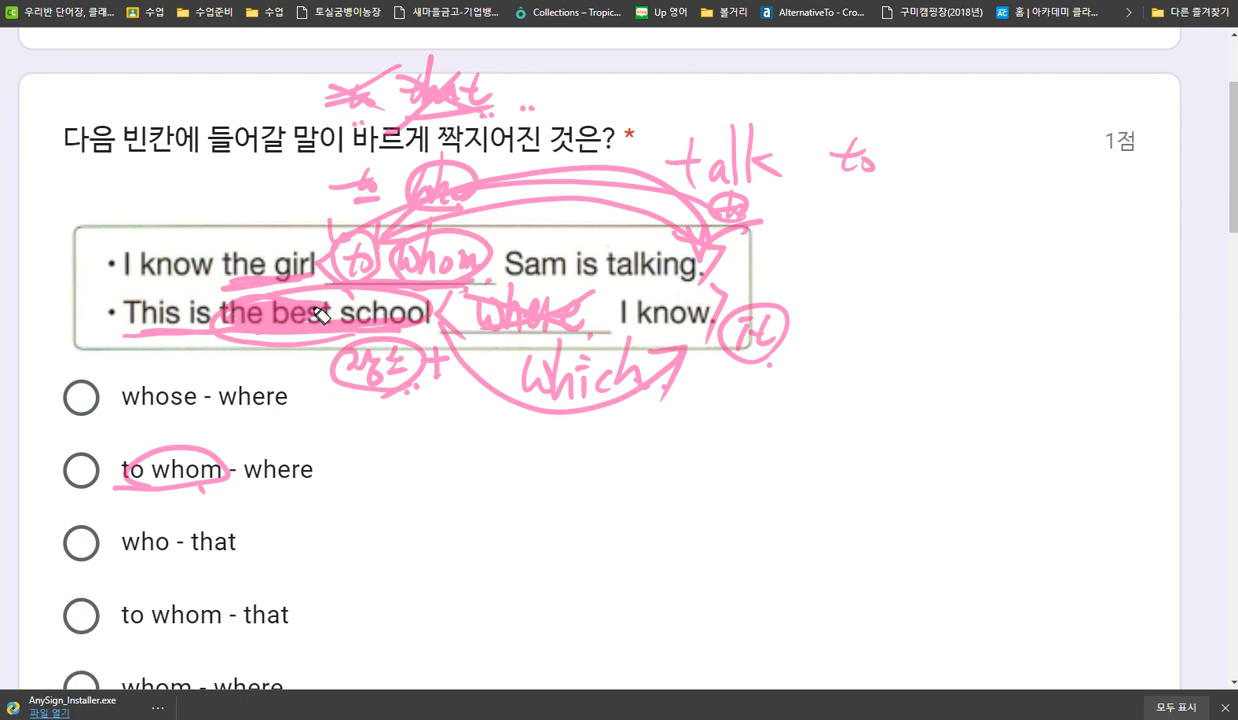 우리반 단어장, 클래... 수업 수업준비 수업 토실굼벵이농장 새마을금고-기업뱅... Collections – Tropic... Up 영어 볼거리 AlternativeTo - Cro... 구미캠핑장(2018년) 홈 | 아카데미 클라... 다른 즐겨찾기
that
다음 빈칸에 들어갈 말이 바르게 짝지어진 것은? *
1점
talk to
to who to
• I know the girl to whom Sam is talking.
• This is the best school where I know.
it
which
whose - where
to whom - where
who - that
to whom - that
whom - where
AnySign_Installer.exe
파일 열기
모두 표시